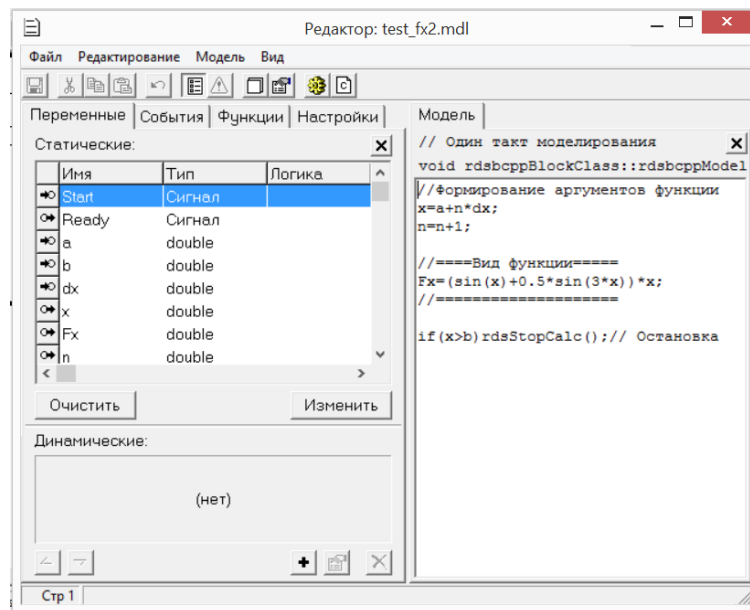 Редактор: test_fx2.mdl
Файл Редактирование Модель Вид
Переменные События Функции Настройки
Статические:
Имя Тип Логика
Start Сигнал
Ready Сигнал
a double
b double
dx double
x double
Fx double
n double
Очистить Изменить
Динамические:
(нет)
Модель
// Один такт моделирования
void rdsbcppBlockClass::rdsbcppModel
//Формирование аргументов функции
x=a+n*dx;
n=n+1;
//====Вид функции=====
Fx=(sin(x)+0.5*sin(3*x))*x;
//====================
if(x>b)rdsStopCalc();// Остановка
Стр 1